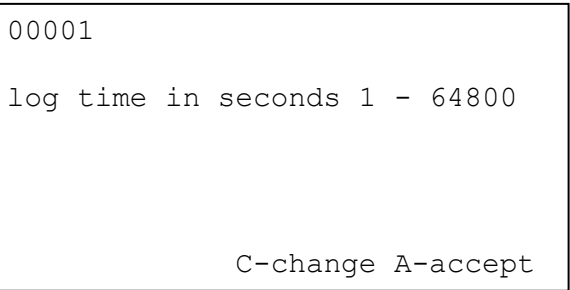 00001
log time in seconds 1 - 64800
C-change A-accept